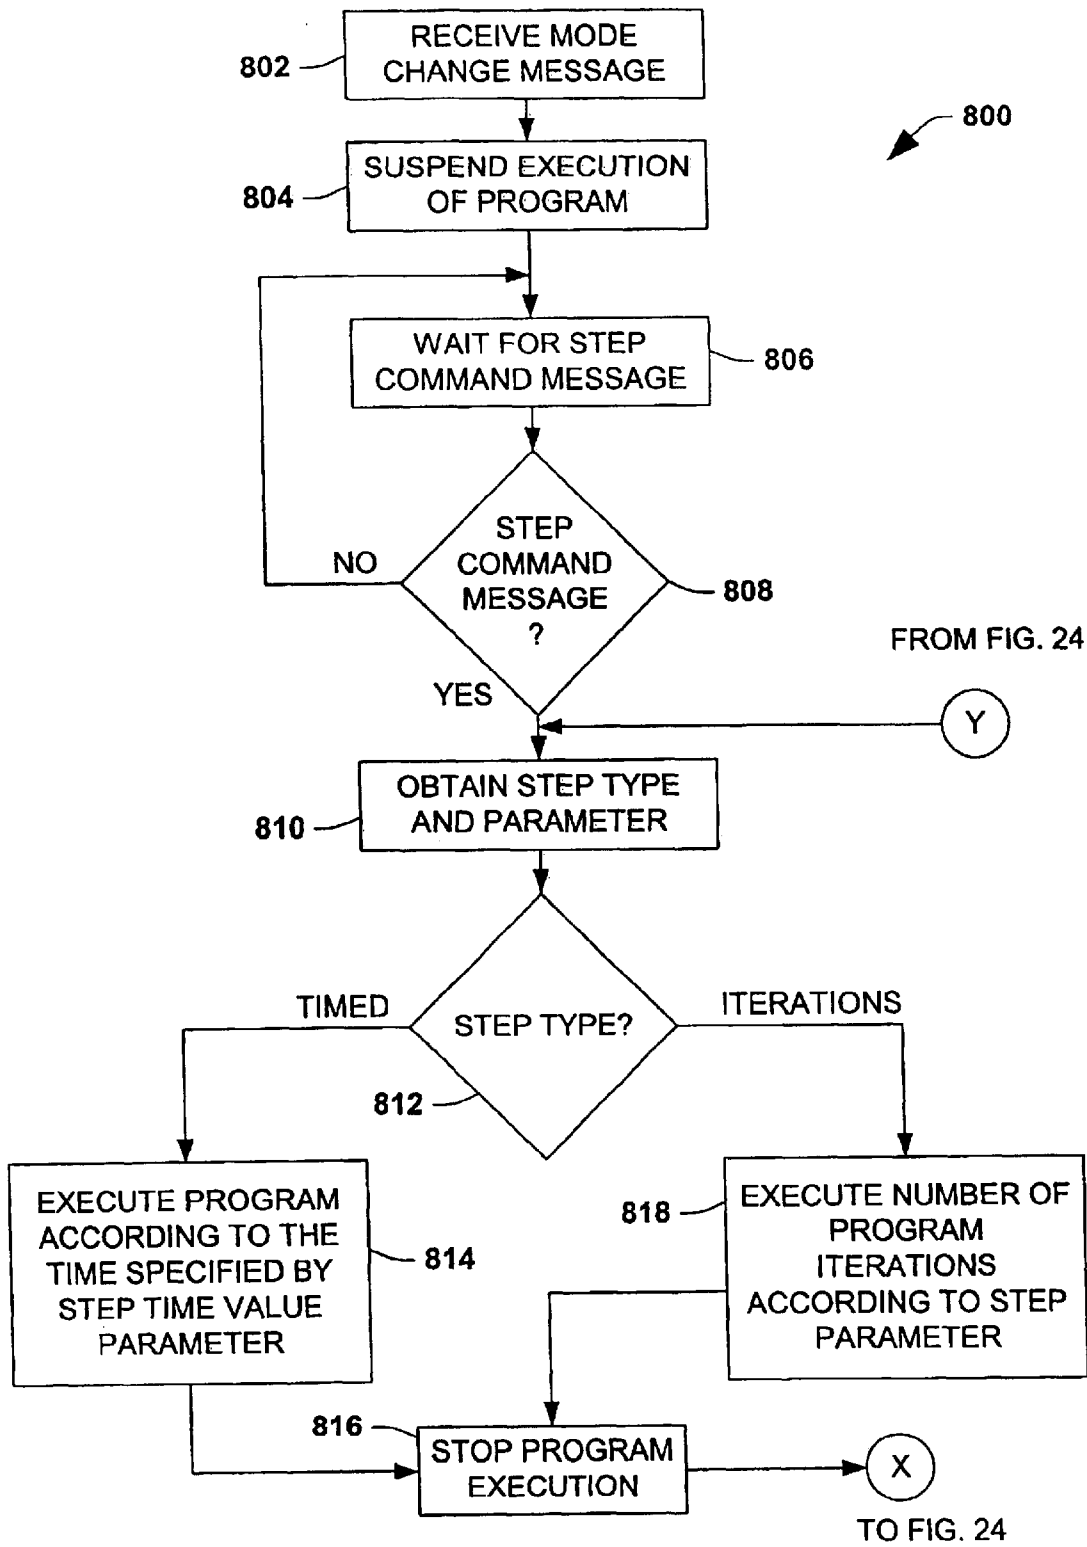 RECEIVE MODE
CHANGE MESSAGE
802
800
SUSPEND EXECUTION
OF PROGRAM
804
WAIT FOR STEP
COMMAND MESSAGE
806
STEP
COMMAND
MESSAGE
?
NO
808
FROM FIG. 24
YES
Y
OBTAIN STEP TYPE
AND PARAMETER
810
TIMED
STEP TYPE?
ITERATIONS
812
EXECUTE PROGRAM
ACCORDING TO THE
TIME SPECIFIED BY
STEP TIME VALUE
PARAMETER
814
818
EXECUTE NUMBER OF
PROGRAM
ITERATIONS
ACCORDING TO STEP
PARAMETER
816
STOP PROGRAM
EXECUTION
X
TO FIG. 24